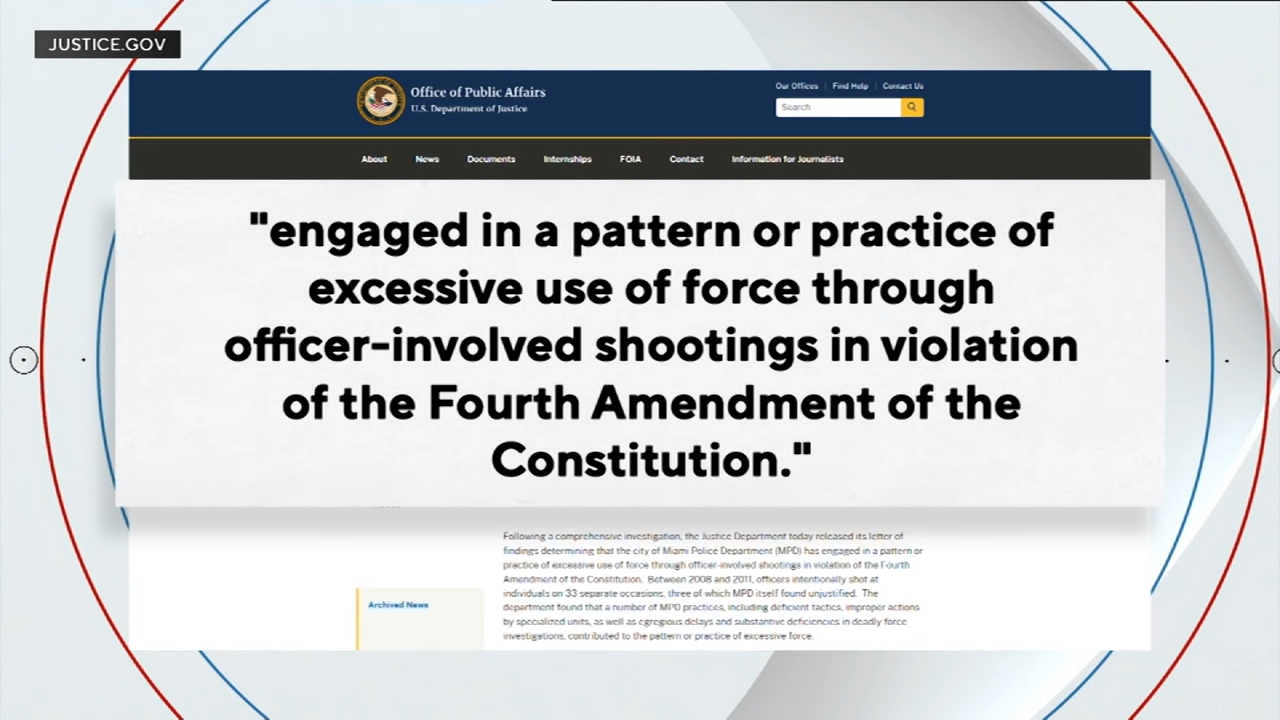 JUSTICE.GOV
Office of Public Affairs
U.S. Department of Justice
Our Offices | Find Help | Contact Us
Search
About News Documents Internships FOIA Contact Information for Journalists
"engaged in a pattern or practice of
excessive use of force through
officer-involved shootings in violation
of the Fourth Amendment of the
Constitution."
Following a comprehensive investigation, the Justice Department today released its letter of
findings determining that the city of Miami Police Department (MPD) has engaged in a pattern or
practice of excessive use of force through officer-involved shootings in violation of the Fourth
Amendment of the Constitution. Between 2008 and 2011, officers intentionally shot at
individuals on 33 separate occasions, three of which MPD itself found unjustified. The
department found that a number of MPD practices, including deficient tactics, improper actions
by specialized units, as well as egregious delays and substantive deficiencies in deadly force
investigations, contributed to the pattern or practice of excessive force.
Archived News